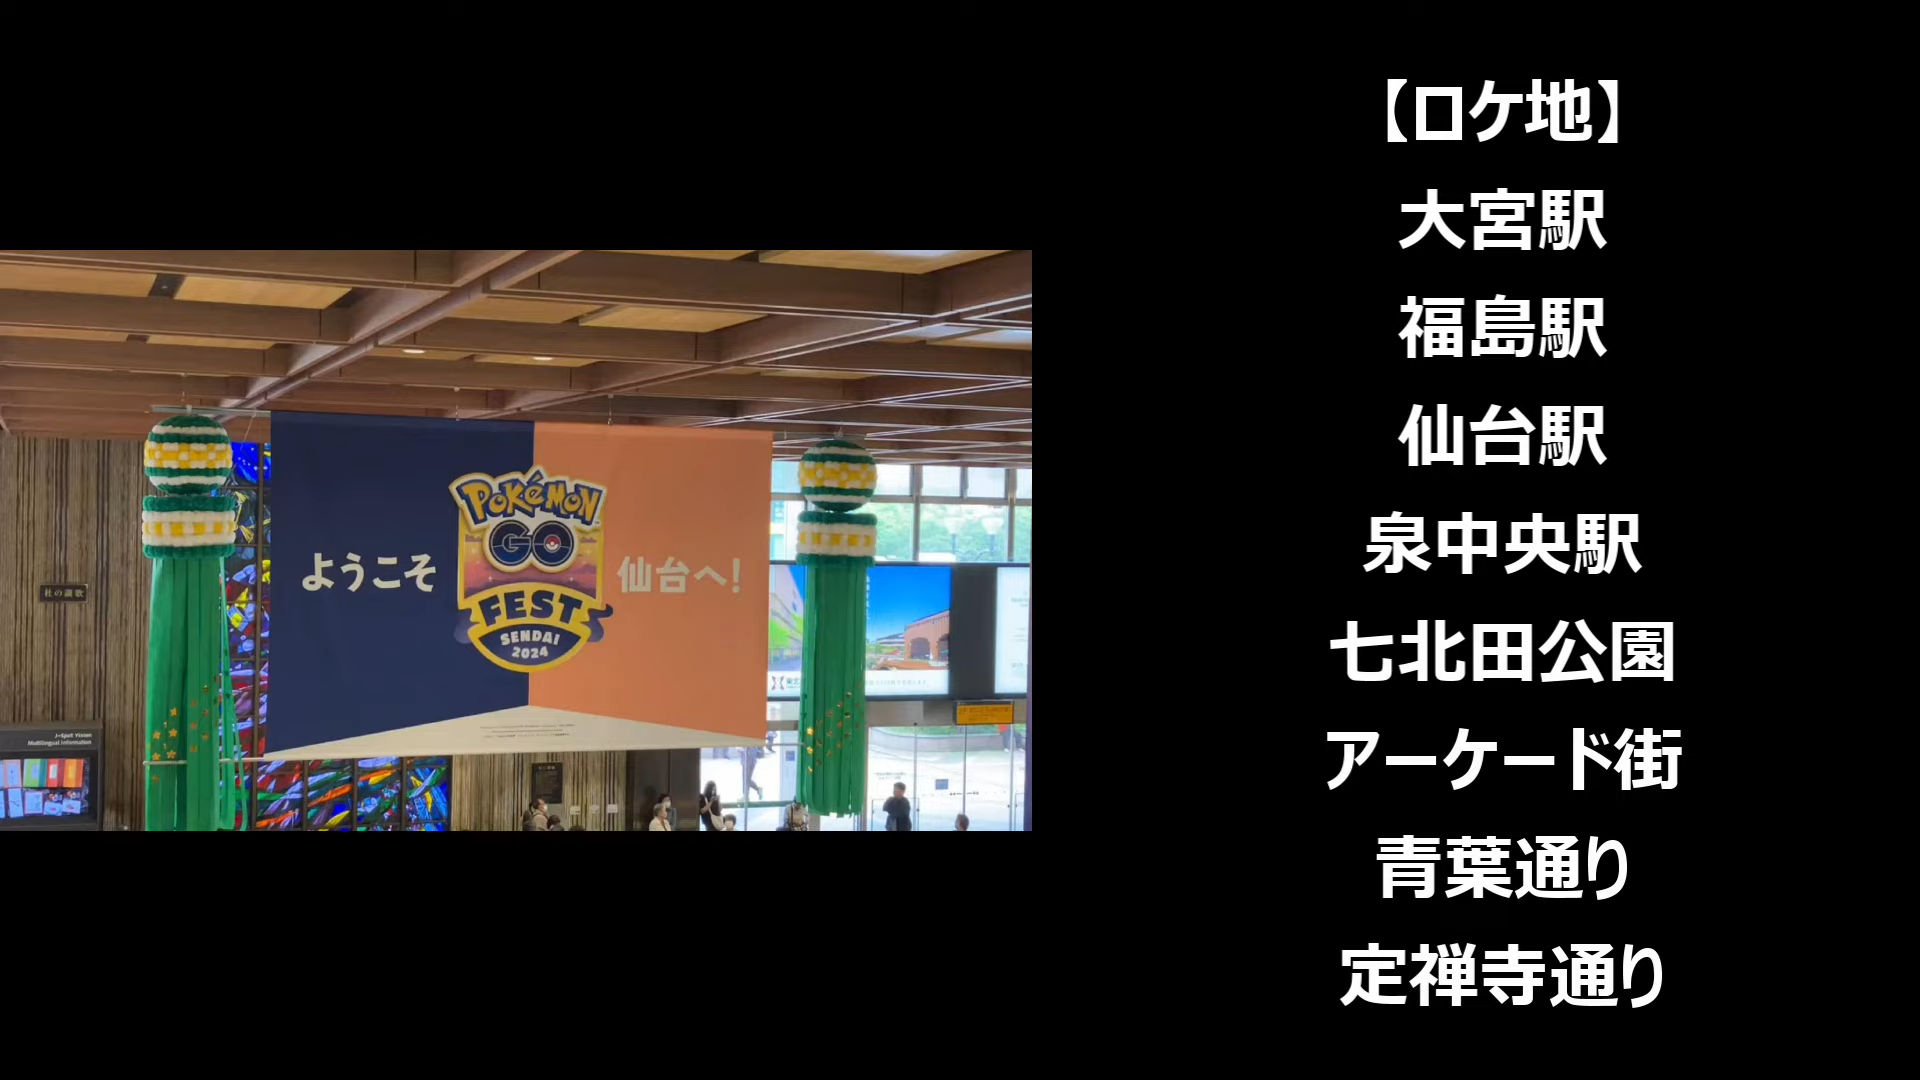 【ロケ地】
大宮駅
福島駅
仙台駅
泉中央駅
七北田公園
アーケード街
青葉通り
定禅寺通り
ようこそ
POKÉMON
GO
FEST
SENDAI
2024
仙台へ!
杜の讃歌
Multilingual Information